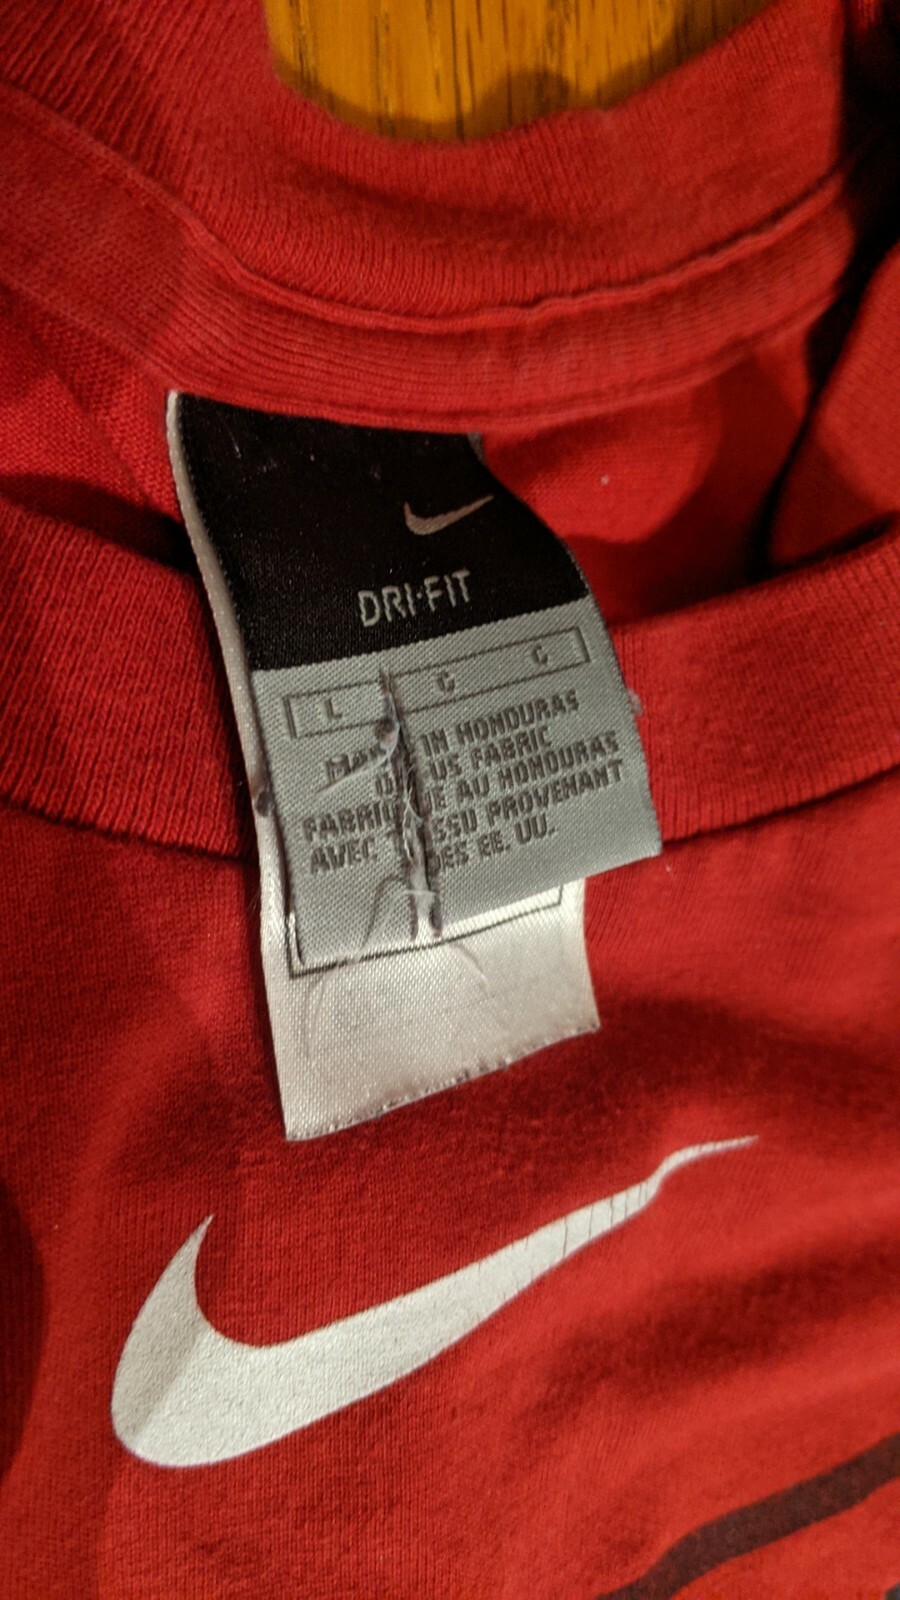 DRI·FIT
L G G
IN HONDURAS
US FABRIC
AU HONDURAS
PROVENANT
AVEC DES EE. UU.